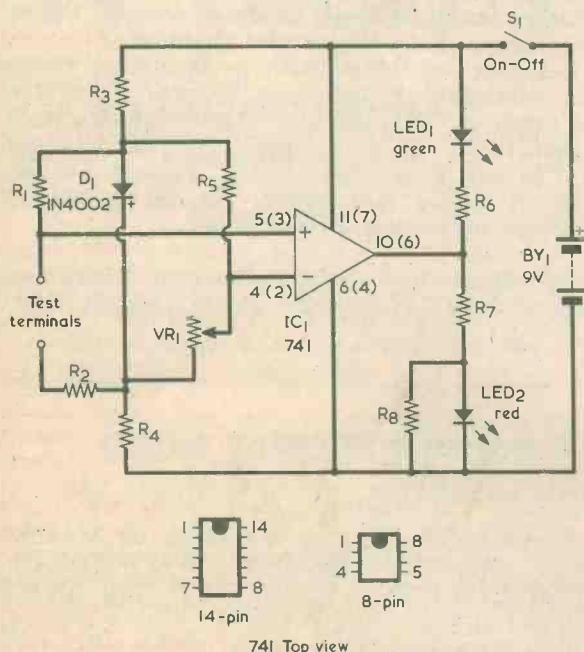 S1
On-Off
R3
LED1
green
R1
D1
IN4002
+
R5
R6
5(3)
+
11(7)
10(6)
BY1
9V
+
Test
terminals
4(2)
−
6(4)
IC1
741
VR1
R7
R2
R4
R8
LED2
red
1
14
7
8
14-pin
1
8
4
5
8-pin
741 Top view